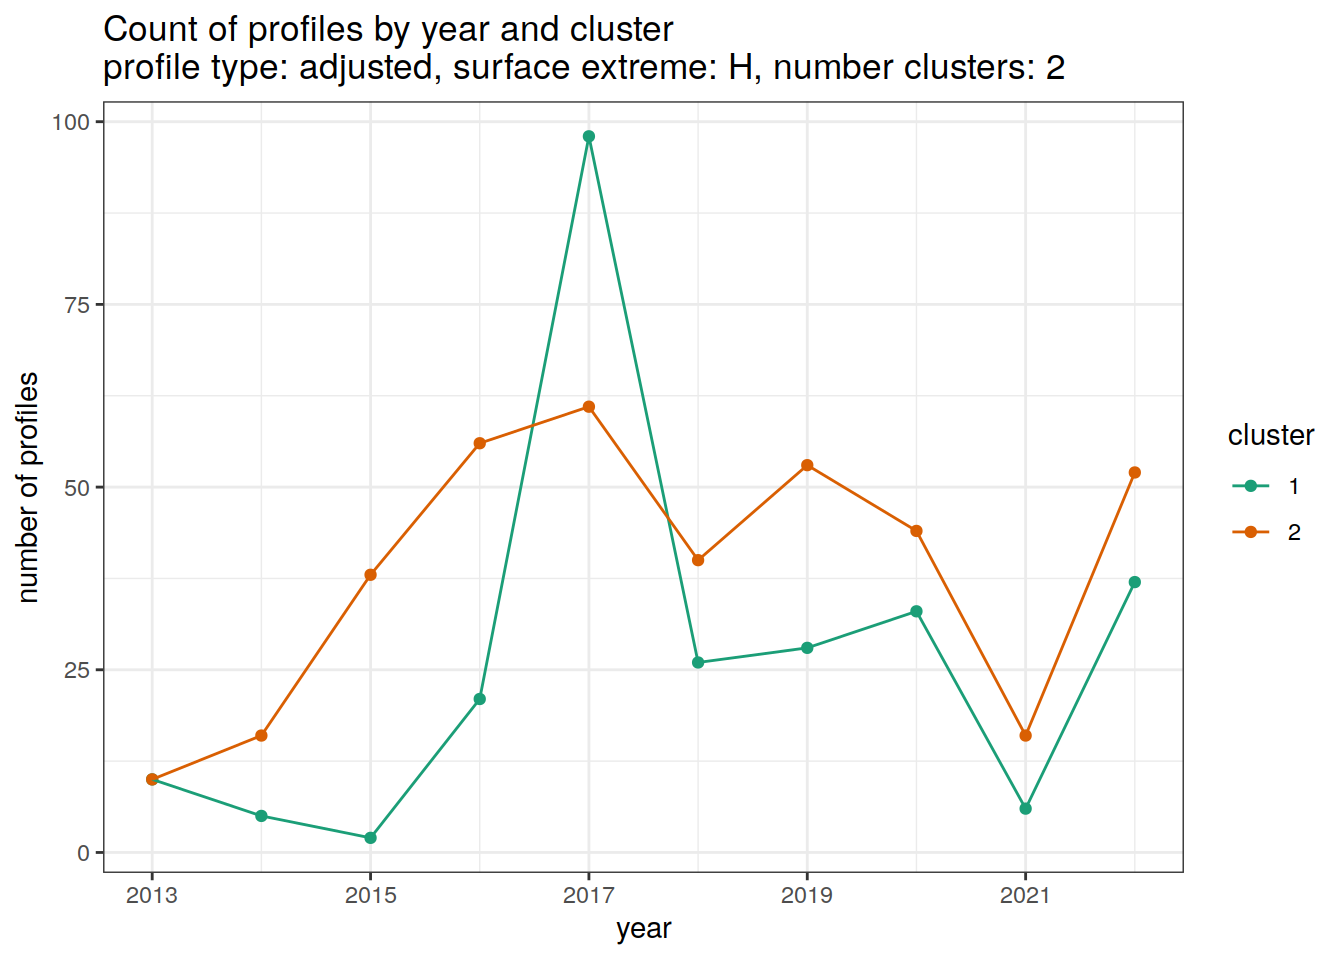 Count of profiles by year and cluster
profile type: adjusted, surface extreme: H, number clusters: 2
number of profiles
100
75
50
25
0
2013 2015 2017 2019 2021
year
cluster
1
2